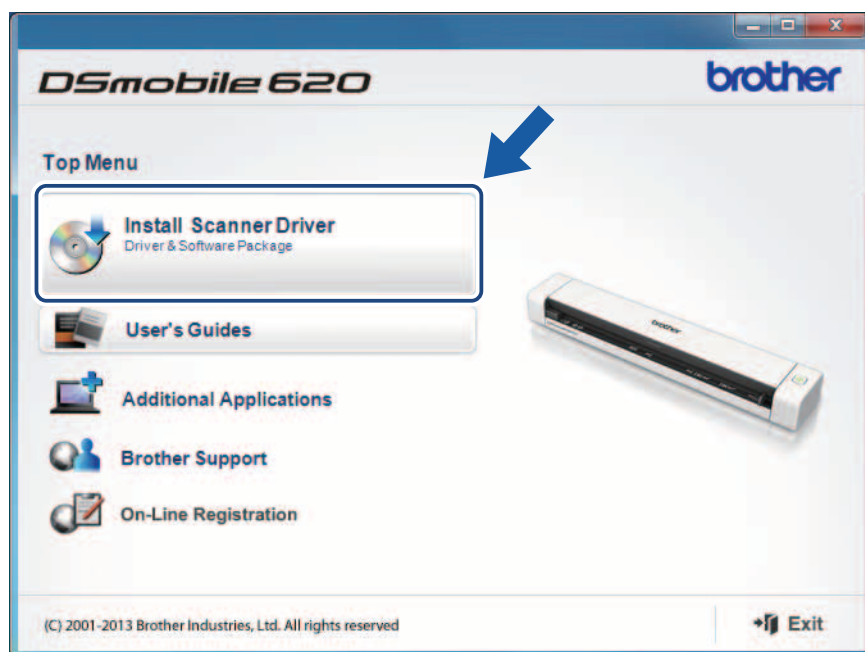 DSmobile 620
brother
Top Menu
Install Scanner Driver
Driver & Software Package
User's Guides
Additional Applications
Brother Support
On-Line Registration
brother
(C) 2001-2013 Brother Industries, Ltd. All rights reserved
Exit